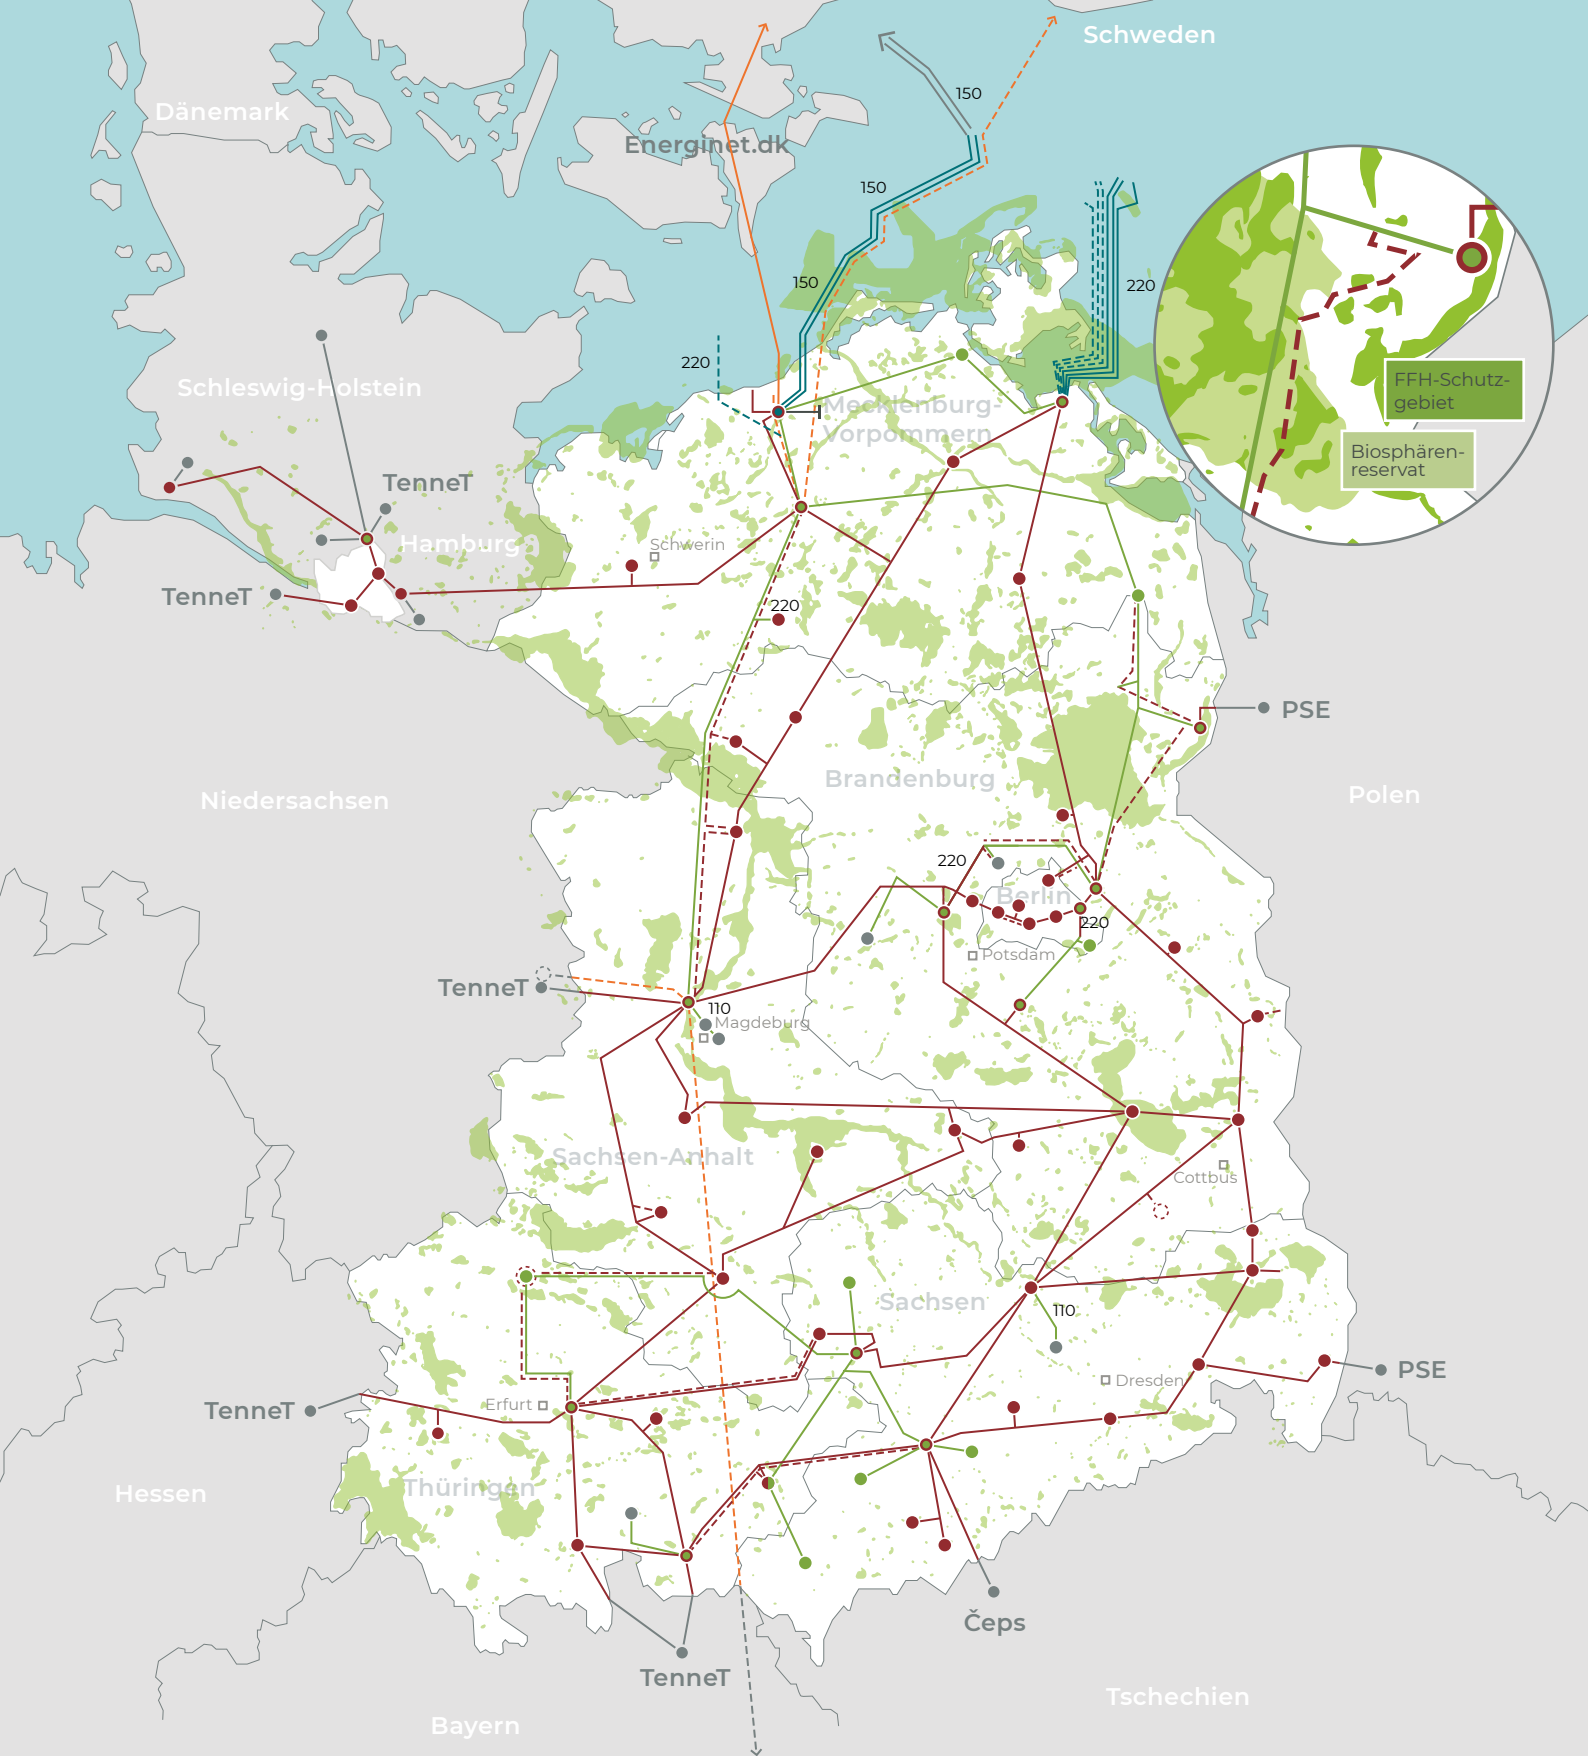 Schweden
150
Dänemark
Energinet.dk
150
150
220
220
FFH-Schutz-
gebiet
Schleswig-Holstein
Mecklenburg-
Vorpommern
Biosphären-
reservat
TenneT
Hamburg
Schwerin
TenneT
220
PSE
Brandenburg
Niedersachsen
Polen
220
Berlin
220
Potsdam
TenneT
110
Magdeburg
Sachsen-Anhalt
Cottbus
Sachsen
110
PSE
Dresden
TenneT
Erfurt
Hessen
Thüringen
Čeps
TenneT
Tschechien
Bayern